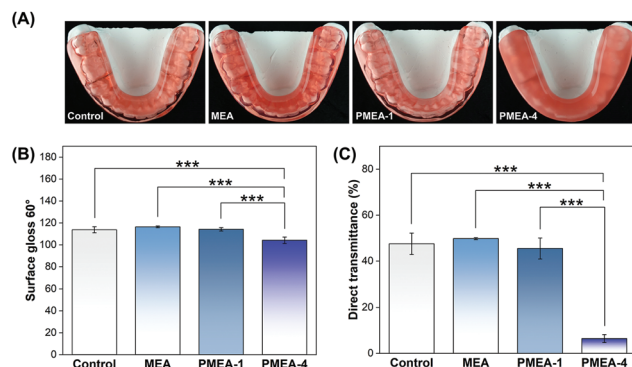 (A)
Control
MEA
PMEA-1
PMEA-4
(B)
Surface gloss 60°
0
20
40
60
80
100
120
140
160
180
***
***
***
Control
MEA
PMEA-1
PMEA-4
(C)
Direct transmittance (%)
0
20
40
60
80
***
***
***
Control
MEA
PMEA-1
PMEA-4